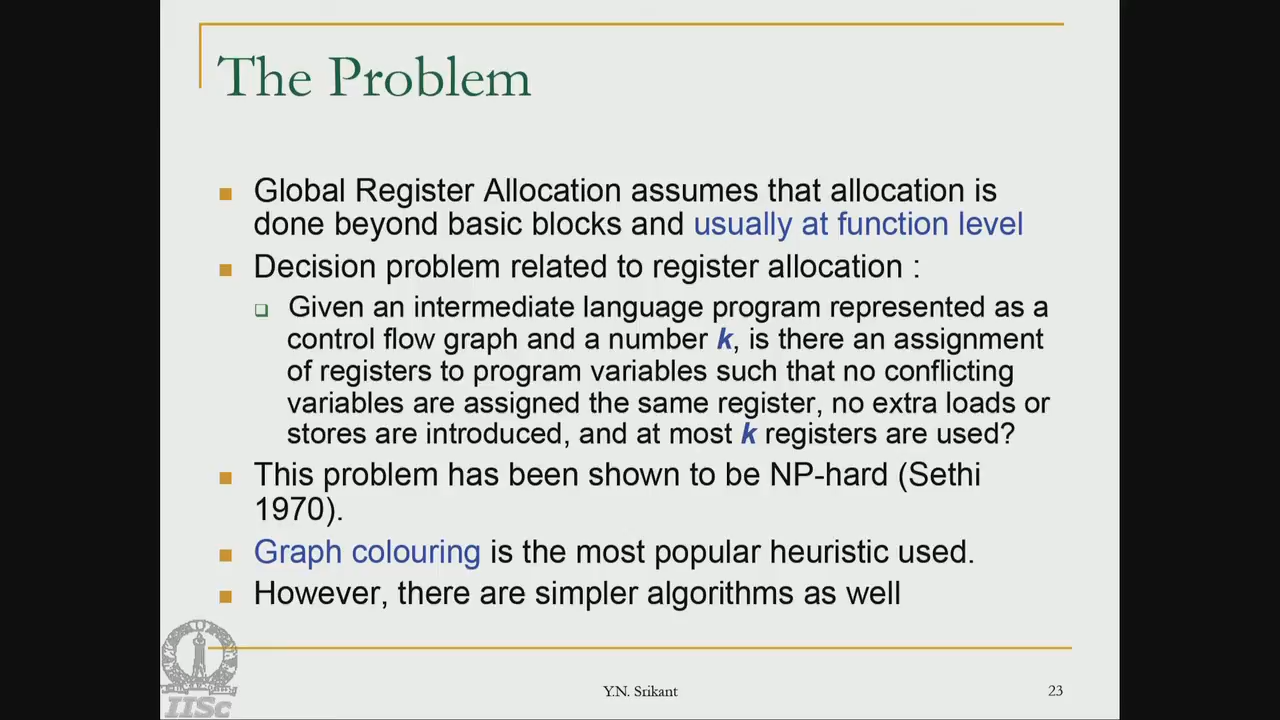 The Problem
Global Register Allocation assumes that allocation is
done beyond basic blocks and usually at function level
Decision problem related to register allocation :
Given an intermediate language program represented as a
control flow graph and a number k, is there an assignment
of registers to program variables such that no conflicting
variables are assigned the same register, no extra loads or
stores are introduced, and at most k registers are used?
This problem has been shown to be NP-hard (Sethi
1970).
Graph colouring is the most popular heuristic used.
However, there are simpler algorithms as well
IISc
Y.N. Srikant
23